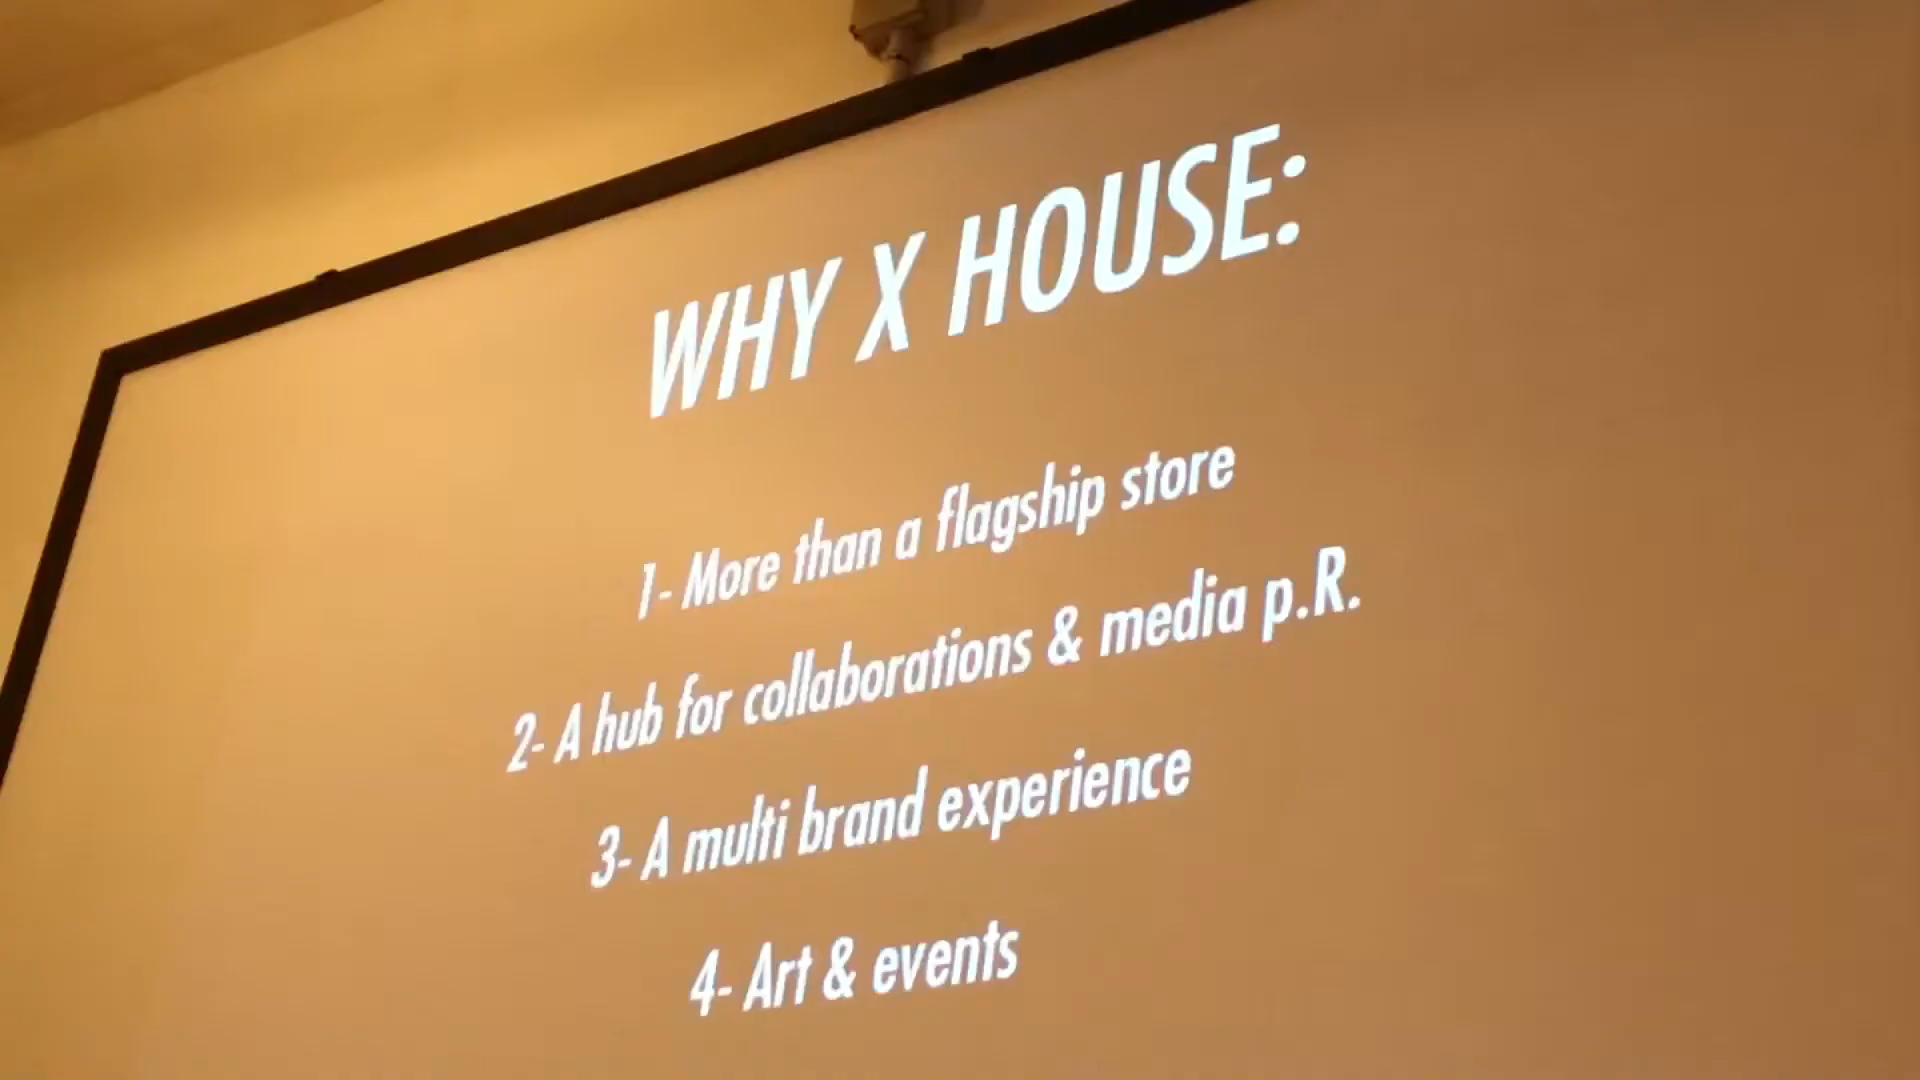 WHY X HOUSE:
1- More than a flagship store
2- A hub for collaborations & media p.R.
3- A multi brand experience
4- Art & events